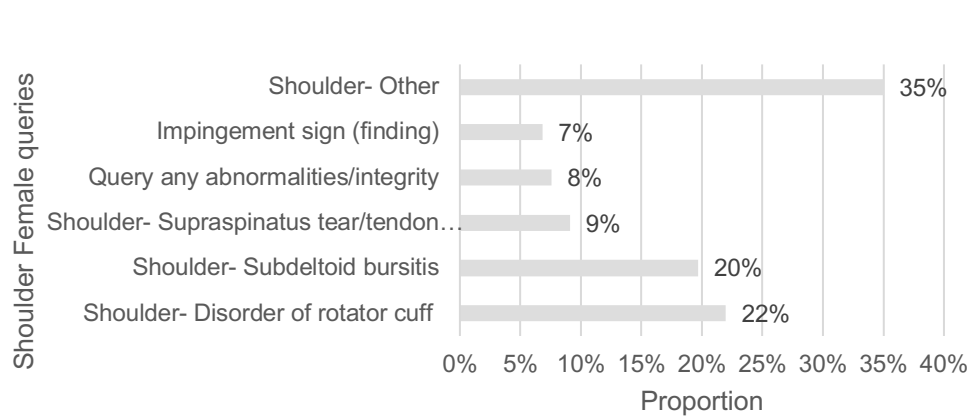 Shoulder Female queries
Shoulder- Other 35%
Impingement sign (finding) 7%
Query any abnormalities/integrity 8%
Shoulder- Supraspinatus tear/tendon… 9%
Shoulder- Subdeltoid bursitis 20%
Shoulder- Disorder of rotator cuff 22%
0% 5% 10% 15% 20% 25% 30% 35% 40%
Proportion